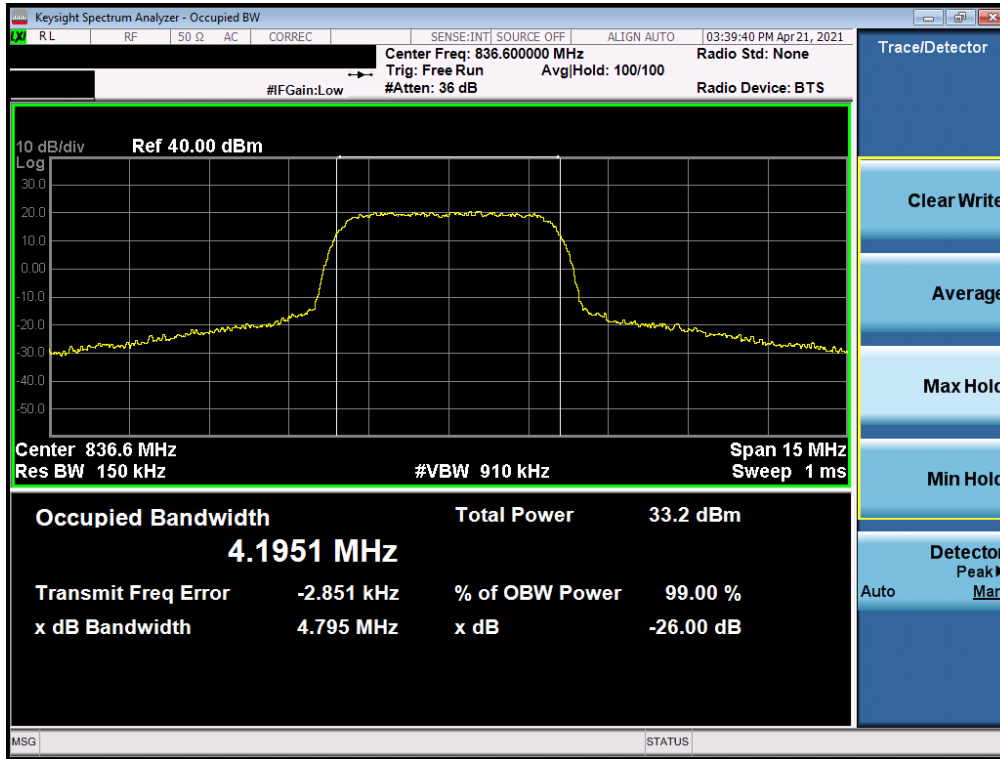 Keysight Spectrum Analyzer - Occupied BW
LXI RL RF 50 Ω AC CORREC SENSE:INT SOURCE OFF ALIGN AUTO 03:39:40 PM Apr 21, 2021
Center Freq: 836.600000 MHz Radio Std: None
Trig: Free Run Avg|Hold: 100/100
#IFGain:Low #Atten: 36 dB Radio Device: BTS
Trace/Detector
10 dB/div Ref 40.00 dBm
Log
30.0
20.0
10.0
0.00
-10.0
-20.0
-30.0
-40.0
-50.0
Center 836.6 MHz Span 15 MHz
Res BW 150 kHz #VBW 910 kHz Sweep 1 ms
Occupied Bandwidth Total Power 33.2 dBm
4.1951 MHz
Transmit Freq Error -2.851 kHz % of OBW Power 99.00 %
x dB Bandwidth 4.795 MHz x dB -26.00 dB
Clear Write
Average
Max Hold
Min Hold
Detector
Peak
Auto Man
MSG STATUS